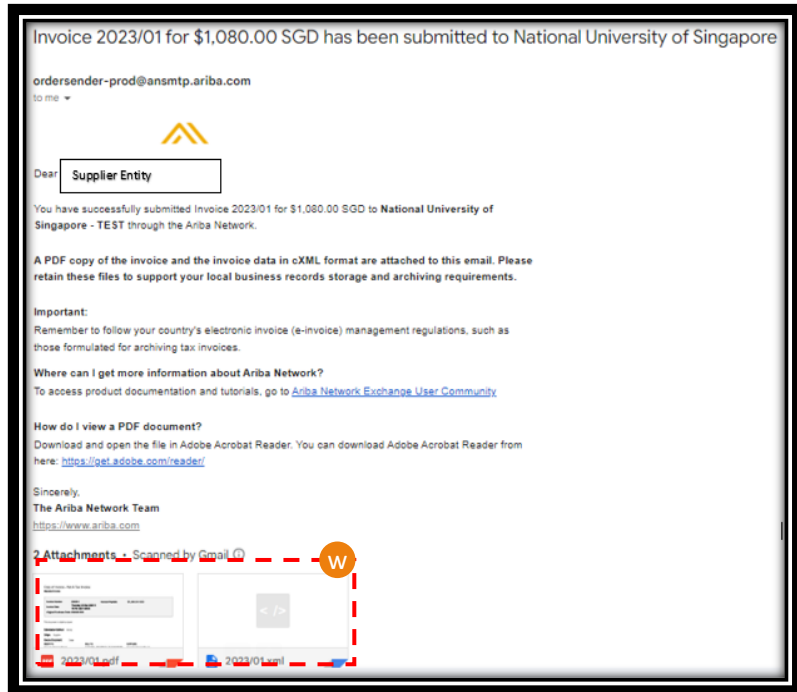 Invoice 2023/01 for $1,080.00 SGD has been submitted to National University of Singapore
ordersender-prod@ansmtp.ariba.com
to me
Dear Supplier Entity
You have successfully submitted Invoice 2023/01 for $1,080.00 SGD to National University of
Singapore - TEST through the Ariba Network.
A PDF copy of the invoice and the invoice data in cXML format are attached to this email. Please
retain these files to support your local business records storage and archiving requirements.
Important:
Remember to follow your country's electronic invoice (e-invoice) management regulations, such as
those formulated for archiving tax invoices.
Where can I get more information about Ariba Network?
To access product documentation and tutorials, go to Ariba Network Exchange User Community
How do I view a PDF document?
Download and open the file in Adobe Acrobat Reader. You can download Adobe Acrobat Reader from
here: https://get.adobe.com/reader/
Sincerely,
The Ariba Network Team
https://www.ariba.com
2 Attachments • Scanned by Gmail
W
</>
2023/01.pdf
2023/01.xml